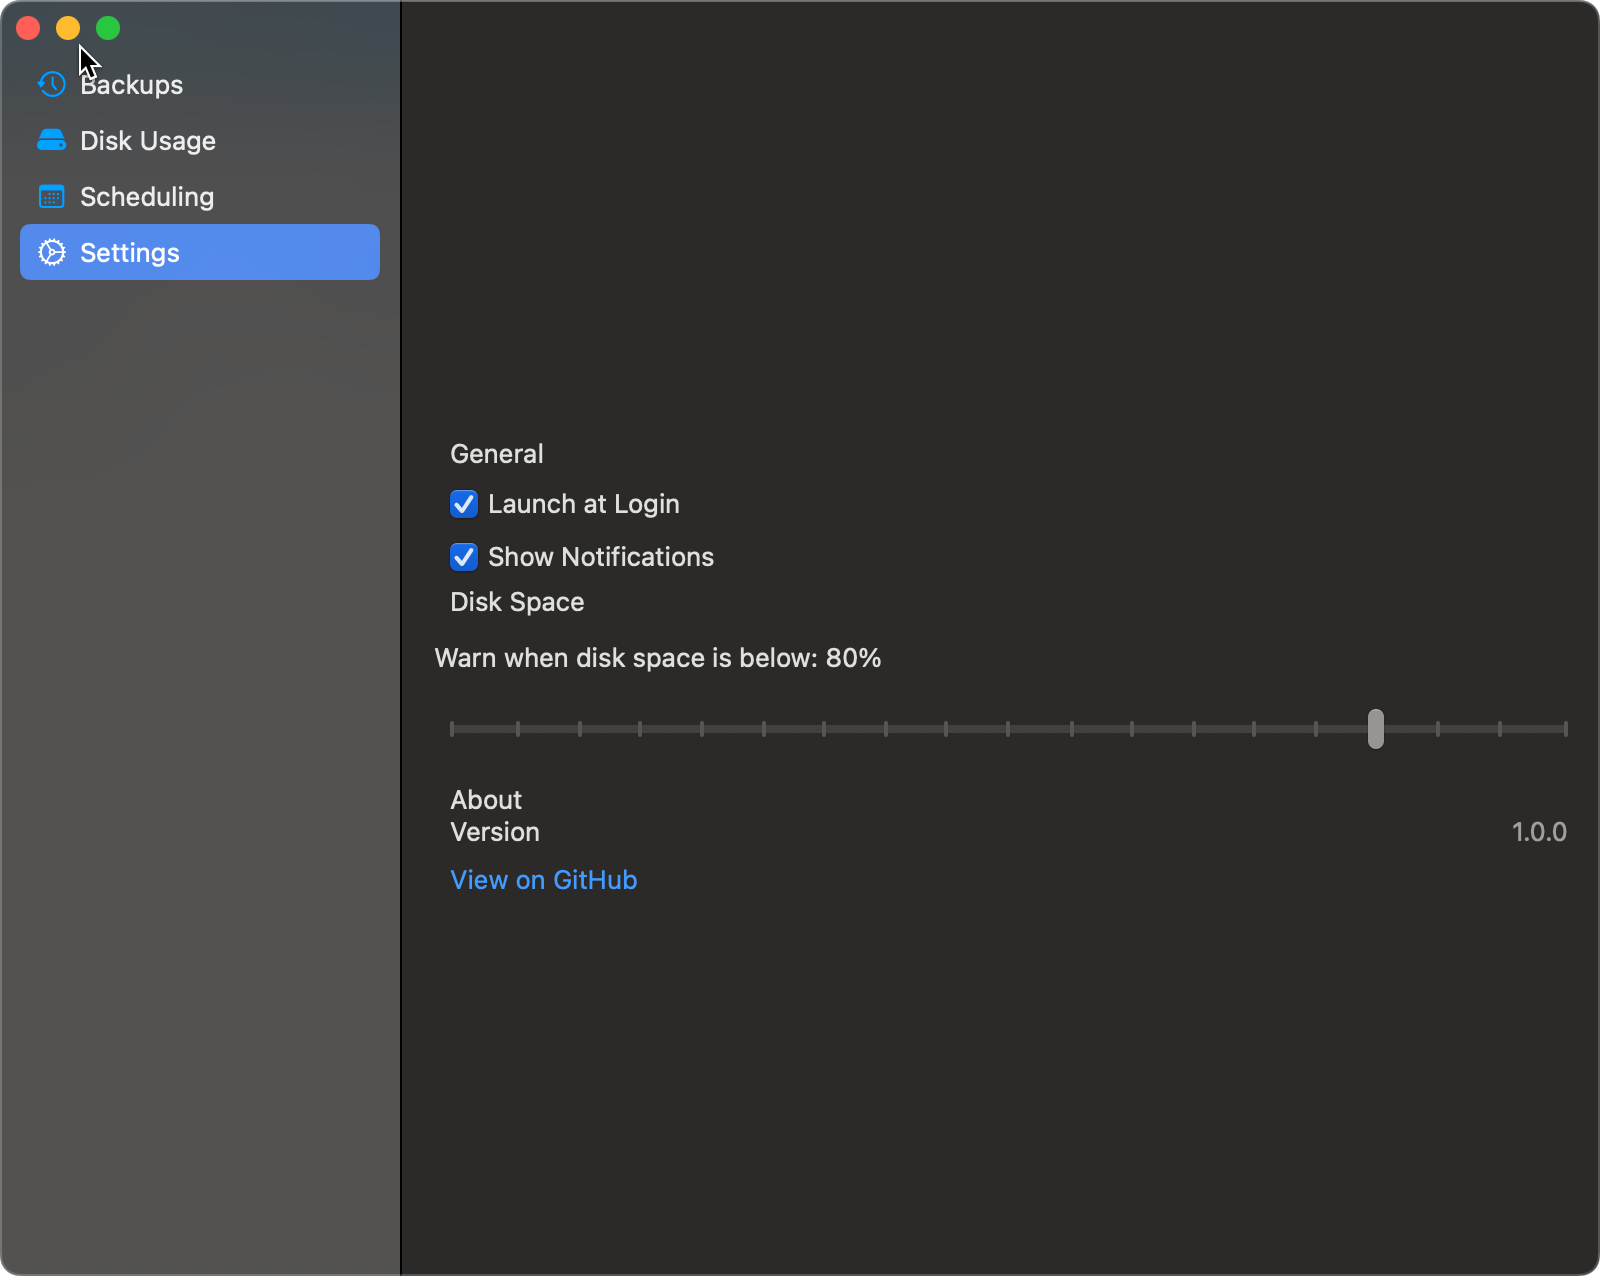 Backups
Disk Usage
Scheduling
Settings
General
Launch at Login
Show Notifications
Disk Space
Warn when disk space is below: 80%
About
Version 1.0.0
View on GitHub